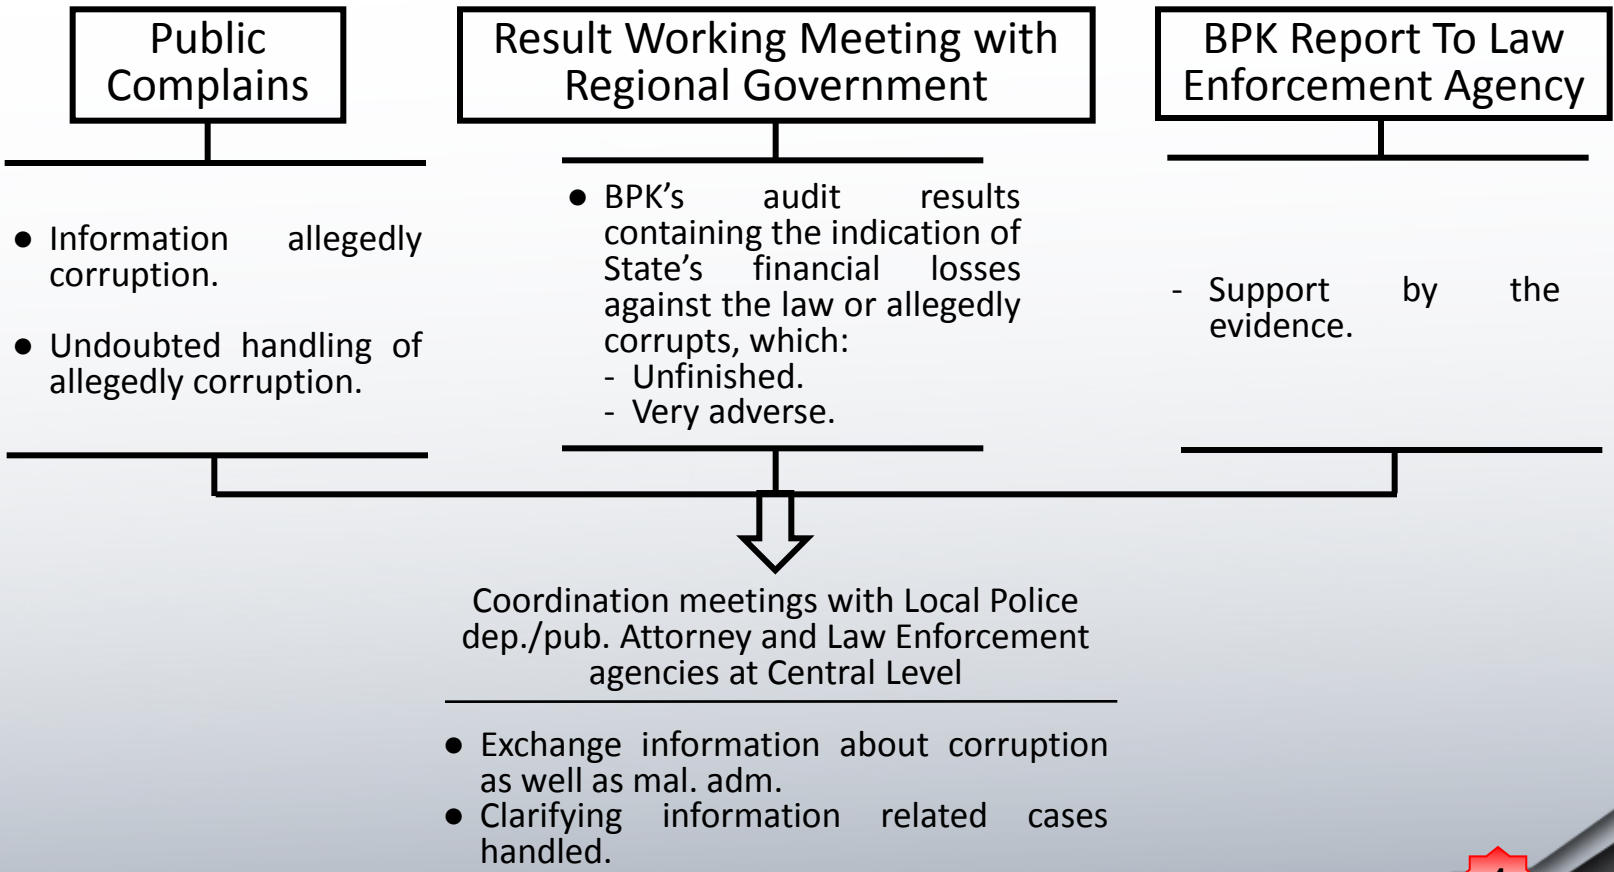 Public
Complains
Result Working Meeting with
Regional Government
BPK Report To Law
Enforcement Agency
● Information allegedly
corruption.
● Undoubted handling of
allegedly corruption.
● BPK’s audit results
containing the indication of
State’s financial losses
against the law or allegedly
corrupts, which:
- Unfinished.
- Very adverse.
- Support by the
evidence.
Coordination meetings with Local Police
dep./pub. Attorney and Law Enforcement
agencies at Central Level
● Exchange information about corruption
as well as mal. adm.
● Clarifying information related cases
handled.